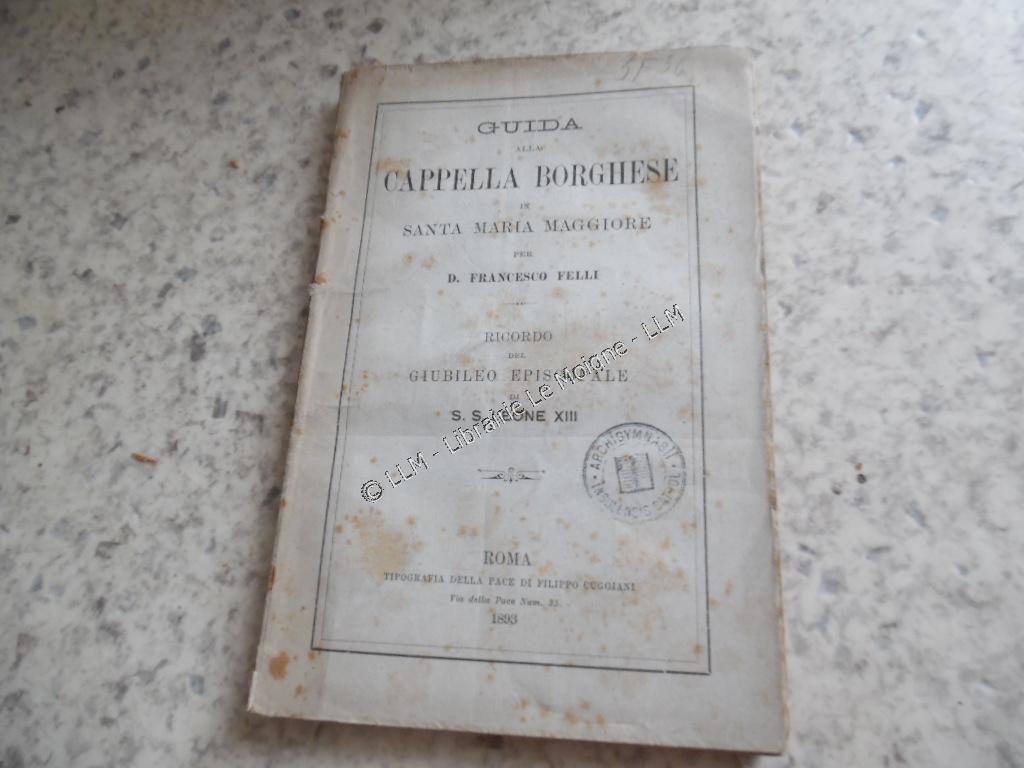 GUIDA
ALLA
CAPPELLA BORGHESE
IN
SANTA MARIA MAGGIORE
PER
D. FRANCESCO FELLI
RICORDO
DEL
GIUBILEO EPISCOPALE
DI
S. S. LEONE XIII
© LLM - Librairie Le Moigne - LLM
ARCHIGYMNASII
ROMA
TIPOGRAFIA DELLA PACE DI FILIPPO CUGGIANI
Via della Pace Num. 35.
1893